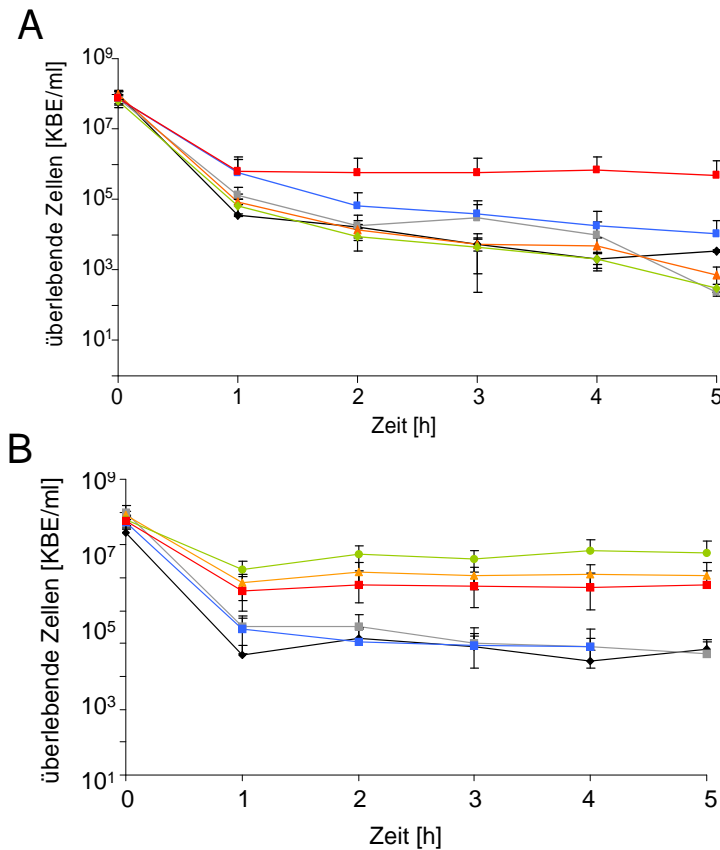 A
überlebende Zellen [KBE/ml]
10⁹
10⁷
10⁵
10³
10¹
0 1 2 3 4 5
Zeit [h]
B
überlebende Zellen [KBE/ml]
10⁹
10⁷
10⁵
10³
10¹
0 1 2 3 4 5
Zeit [h]